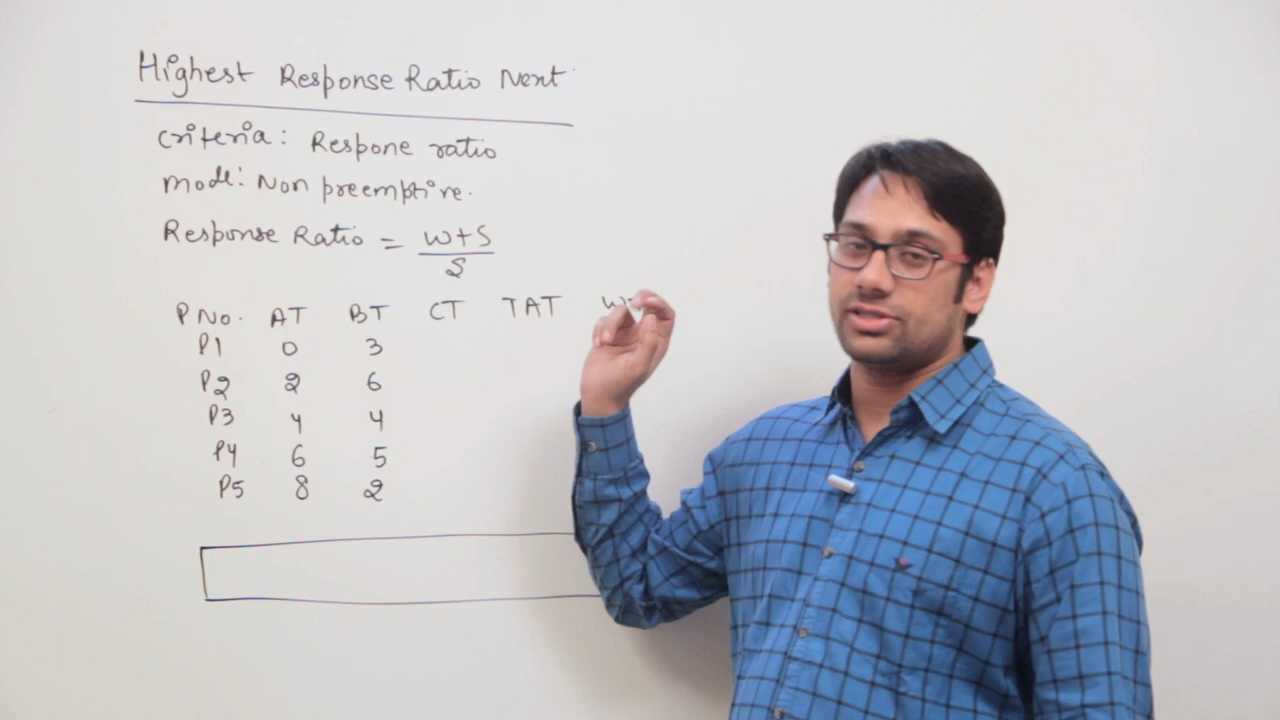 Highest Response Ratio Next
Criteria: Respone ratio
Mode: Non preemptive.
Response Ratio = W+S
S
P No. AT BT CT TAT
P1 0 3
P2 2 6
P3 4 4
P4 6 5
P5 8 2